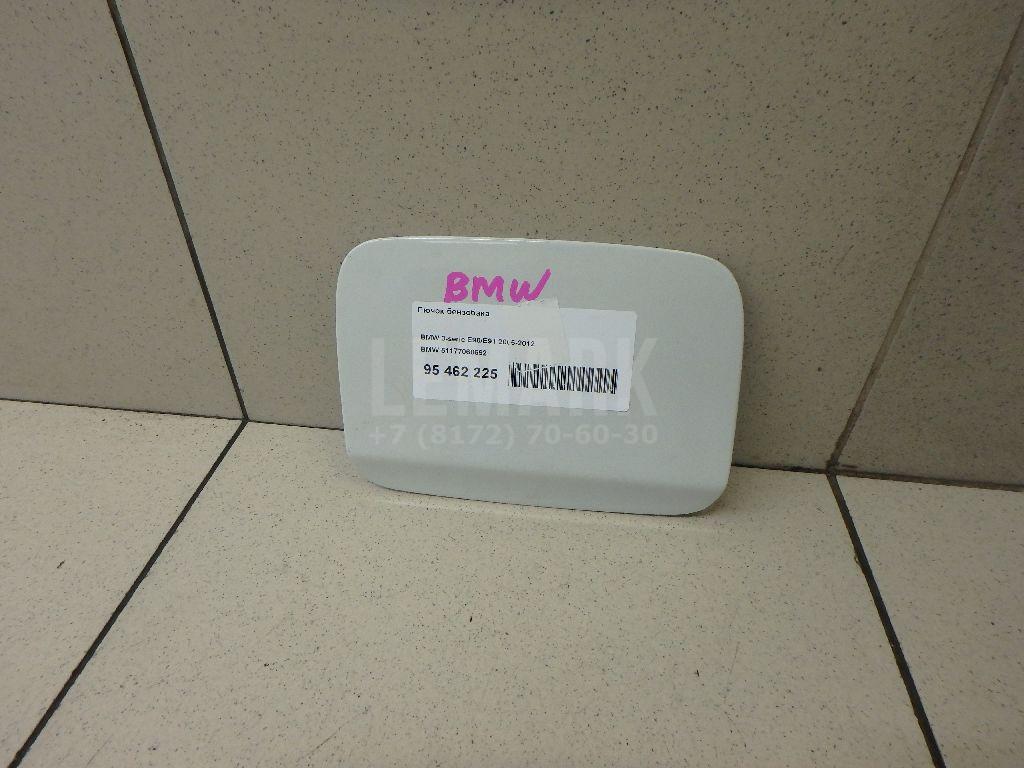 BMW
Лючок бензобака
BMW 3-serie E90/E91 2005-2012
BMW 51177060692
95 462 225
LEMARK
+7 (8172) 70-60-30